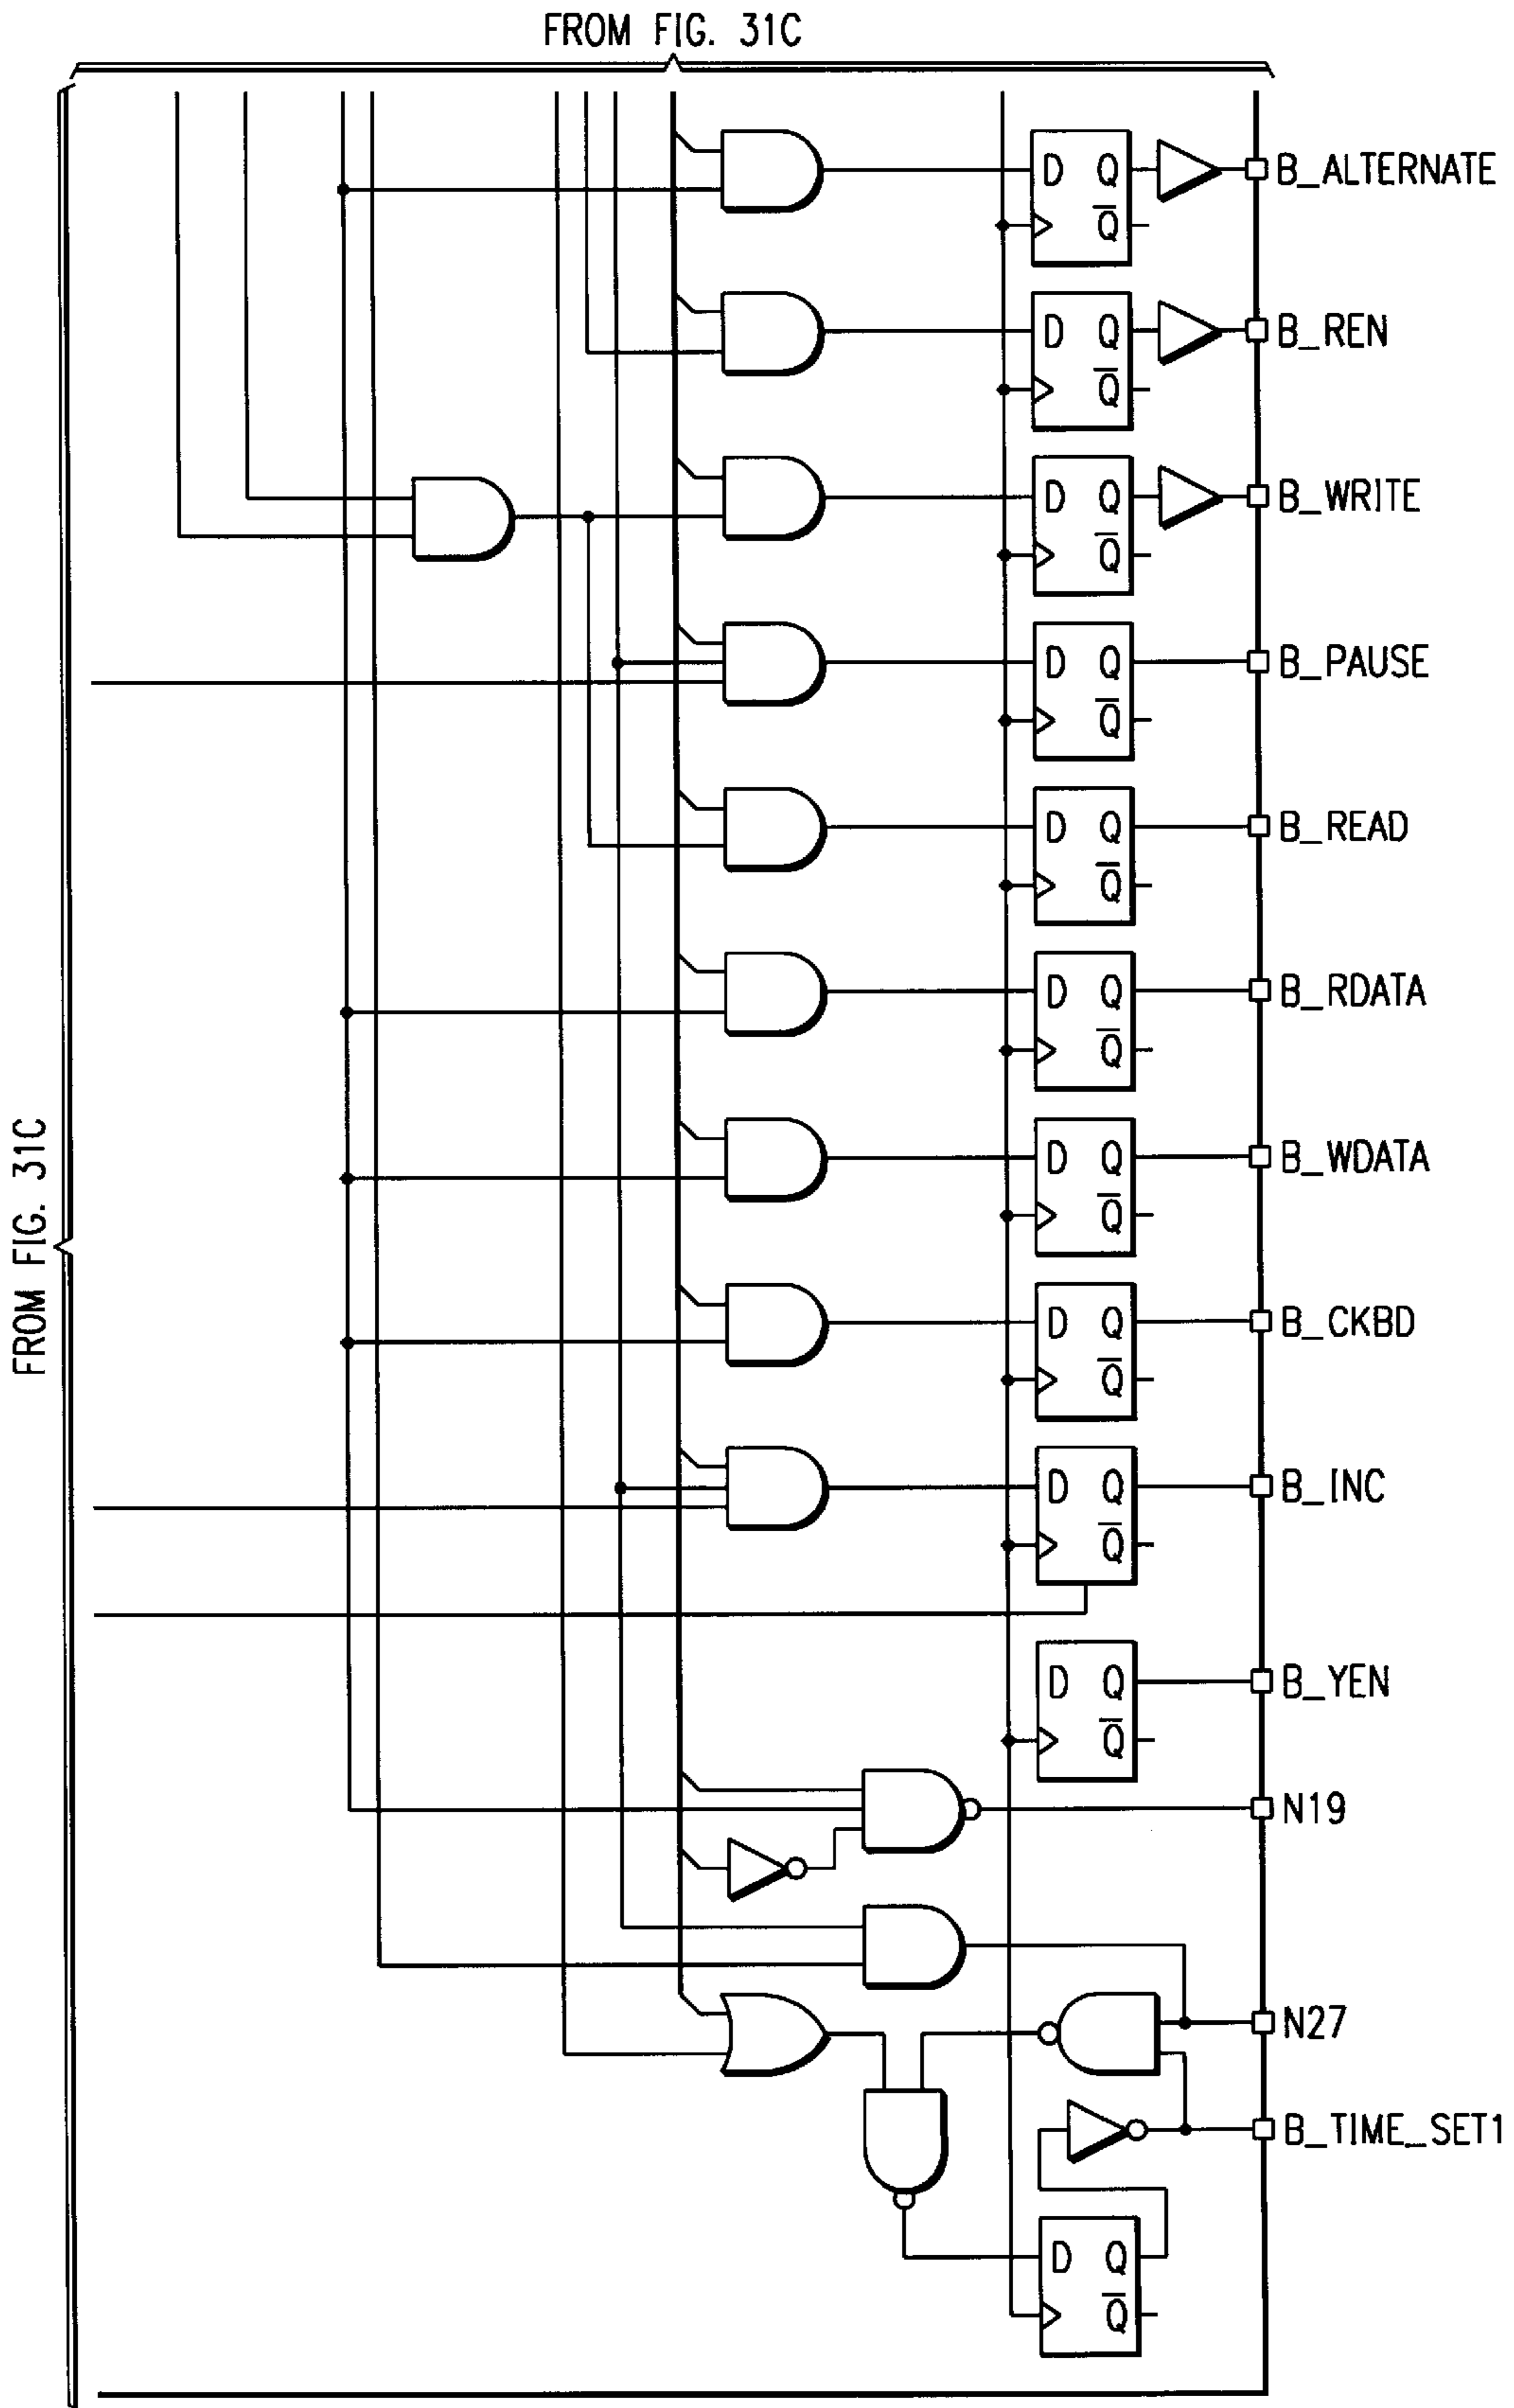 FROM FIG. 31C
FROM FIG. 31C
D Q B_ALTERNATE
Q̅
D Q B_REN
Q̅
D Q B_WRITE
Q̅
D Q B_PAUSE
Q̅
D Q B_READ
Q̅
D Q B_RDATA
Q̅
D Q B_WDATA
Q̅
D Q B_CKBD
Q̅
D Q B_INC
Q̅
D Q B_YEN
Q̅
N19
N27
B_TIME_SET1
D Q
Q̅